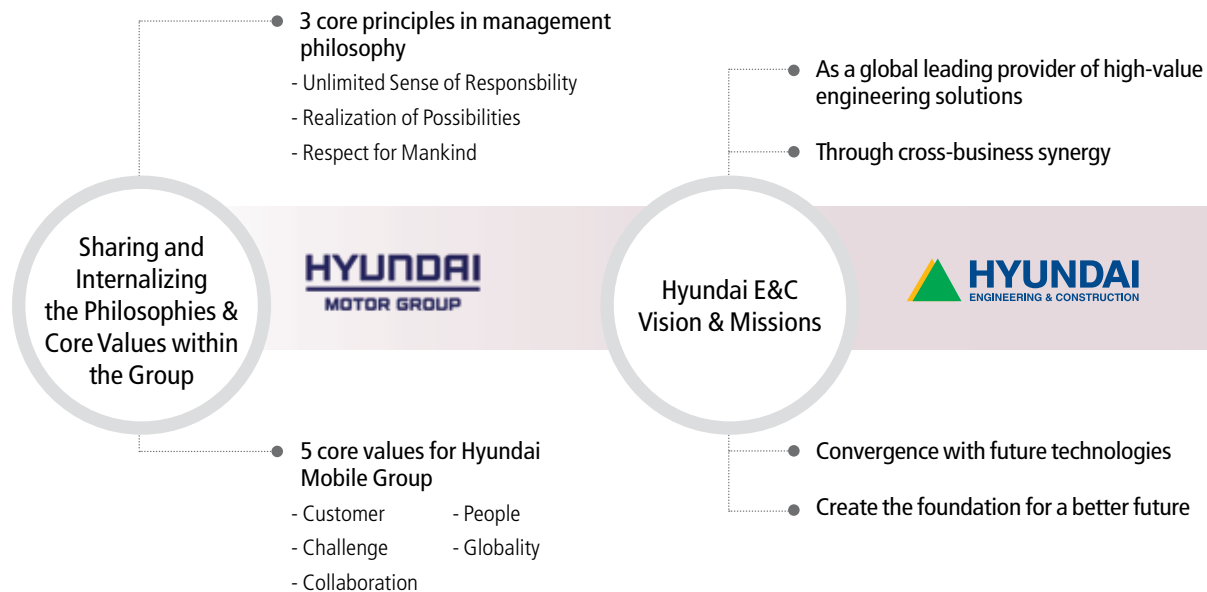 3 core principles in management
philosophy
- Unlimited Sense of Responsbility
- Realization of Possibilities
- Respect for Mankind
Sharing and
Internalizing
the Philosophies &
Core Values within
the Group
HYUNDAI
MOTOR GROUP
5 core values for Hyundai
Mobile Group
- Customer - People
- Challenge - Globality
- Collaboration
As a global leading provider of high-value
engineering solutions
Through cross-business synergy
Hyundai E&C
Vision & Missions
HYUNDAI
ENGINEERING & CONSTRUCTION
Convergence with future technologies
Create the foundation for a better future